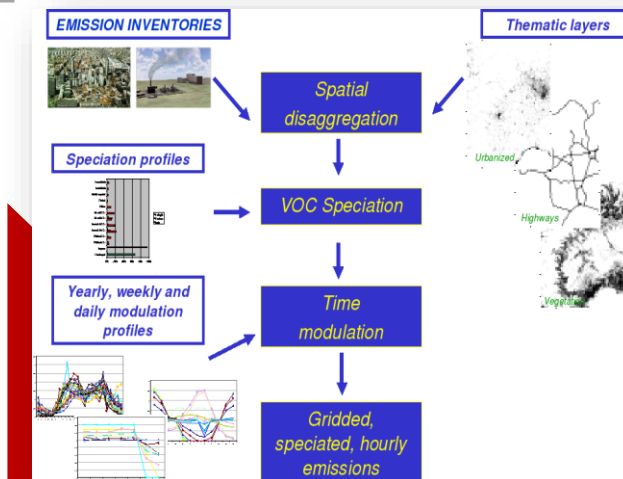 EMISSION INVENTORIES
Thematic layers
Spatial
disaggregation
Urbanized
Speciation profiles
VOC Speciation
Highways
Yearly, weekly and
daily modulation
profiles
Time
modulation
Gridded,
speciated, hourly
emissions